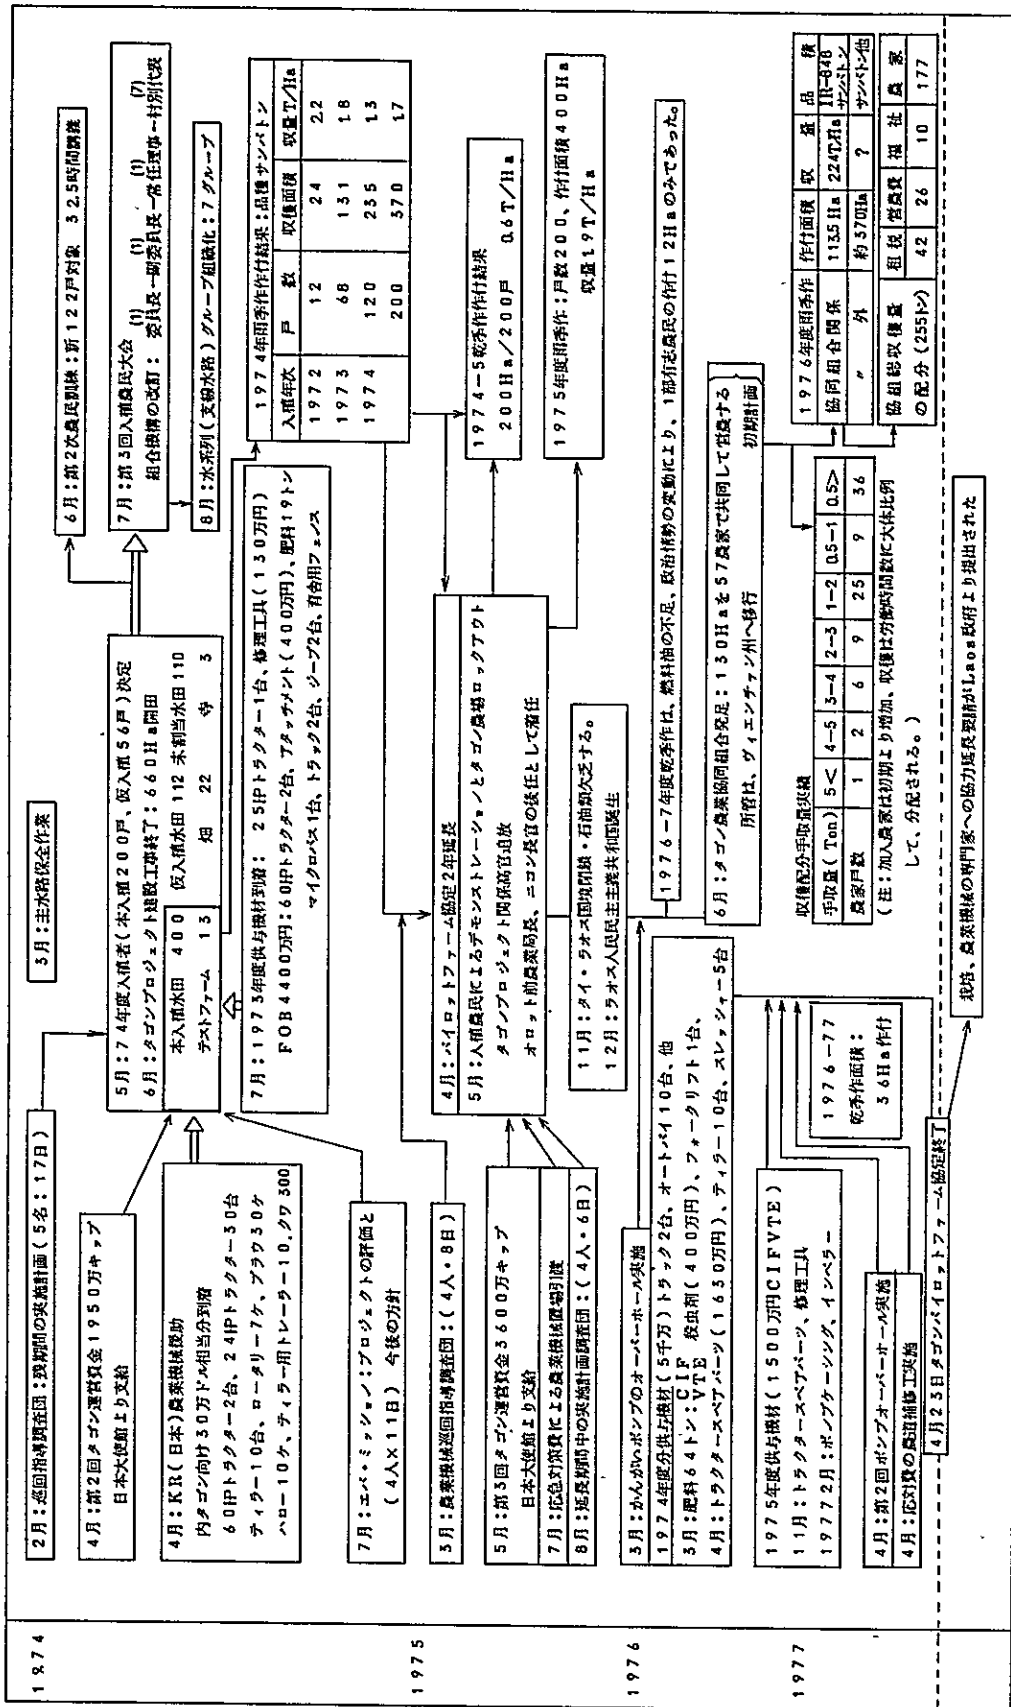 1974
2月：巡回指導調査団：残期間の実施計画(5名：17日)
3月：主水路保全作業
4月：第2回タゴン運営資金1950万キップ
日本大使館より支給
4月：KR(日本)農業機械援助
内タゴン向け30万ドル相当分到着
60IPトラクター2台、24IPトラクター30台
ティラー10台、ロータリー7ケ、プラウ30ケ
ハロー10ケ、ティラー用トレーラー10、クワ300
7月：エバ・ミッション：プロジェクトの評価と
(4人×11日) 今後の方針
5月：74年度入植者(本入植200戸、仮入植56戸)決定
6月：タゴンプロジェクト建設工事終了：660Ha開田
本入植水田 400 仮入植水田 112 未割当水田 110
テストファーム 13 畑 22 寺 3
7月：1973年度供与機材到着：25IPトラクター1台、修理工具(130万円)
FOB4400万円：60IPトラクター2台、アタッチメント(400万円)、肥料19トン
マイクロバス1台、トラック2台、ジープ2台、育舎用フェンス
6月：第2次農民訓練：新122戸対象 32.5時間講義
7月：第3回入植農民大会 (1) (1) (1) (7)
組合機構の改訂： 委員長―副委員長―常任理事―村別代表
8月：水系列(支線水路)グループ組織化：7グループ
1974年雨季作作付結果：品種サンパトン
入植年次 戸 数 収穫面積 収量T/Ha
1972 12 24 2.2
1973 68 131 1.8
1974 120 235 1.3
200 370 1.7
1975
3月：農業機械巡回指導調査団：(4人・8日)
4月：パイロットファーム協定2年延長
5月：入植農民によるデモンストレーションとタゴン農場ロックアウト
タゴンプロジェクト関係高官追放
オロット前農業局長、ニコン長官の後任として着任
1974-5乾季作作付結果
200Ha/200戸 0.6T/Ha
1975年度雨季作：戸数200、作付面積400Ha
収量1.9T/Ha
5月：第3回タゴン運営資金3600万キップ
日本大使館より支給
7月：応急対策費による農業機械置場引渡
8月：延長期間中の実施計画調査団：(4人・6日)
11月：タイ・ラオス国境閉鎖・石油類欠乏する。
12月：ラオス人民民主主義共和国誕生
1976
1976-7年度乾季作は、燃料油の不足、政治情勢の変動により、1部有志農民の作付12Haのみであった。
3月：かんがいポンプのオーバーホール実施
1974年度分供与機材(5千万)トラック2台、オートバイ10台、他
3月：肥料64トン：CIF VTE 殺虫剤(400万円)、フォークリフト1台、
4月：トラクタースペアパーツ(1630万円)、ティラー10台、スレッシャー5台
6月：タゴン農業協同組合発足：130Haを57農家で共同して営農する
初期計画
所管は、ヴィエンチャン州へ移行
収穫配分手取量実績
手取量(Ton) 5< 4-5 3-4 2-3 1-2 0.5-1 0.5>
農家戸数 1 2 6 9 25 9 36
(注：加入農家は初期より増加、収穫は労働時間数に大体比例
して、分配される。)
1976年度雨季作 作付面積 収 量 品 種
協同組合関係 113.5Ha 2.24T/Ha IR-848 サンパトン
〃 外 約370Ha ? サンパトン他
協組総収穫量 租税 営農費 福祉 農家
の配分(255トン) 42 26 10 177
1977
1975年度供与機材(1500万円CIFVTE)
11月：トラクタースペアパーツ、修理工具
19772月：ポンプケーシング、インペラー
1976-77
乾季作面積：
36Ha作付
4月：第2回ポンプオーバーホール実施
4月：応対費の農道補修工実施
4月23日タゴンパイロットファーム協定終了
栽培、農業機械の専門家への協力延長要請がLaos政府より提出された